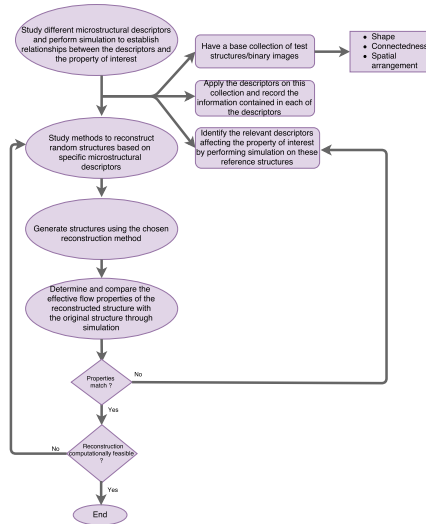 Study different microstructural descriptors
and perform simulation to establish
relationships between the descriptors and
the property of interest
Have a base collection of test
structures/binary images
• Shape
• Connectedness
• Spatial
arrangement
Apply the descriptors on this
collection and record the
information contained in each of
the descriptors
Identify the relevant descriptors
affecting the property of interest
by performing simulation on these
reference structures
Study methods to reconstruct
random structures based on
specific microstructural
descriptors
Generate structures using the chosen
reconstruction method
Determine and compare the
effective flow properties of the
reconstructed structure with
the original structure through
simulation
Properties
match ?
No
Yes
Reconstruction
computationally feasible
?
No
Yes
End